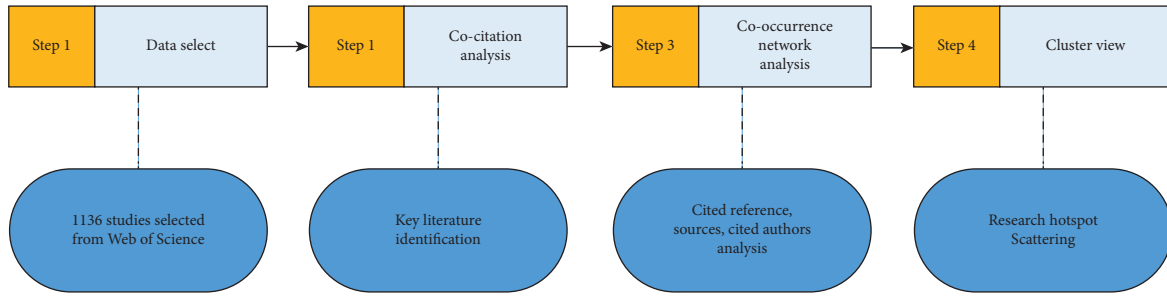 Step 1
Data select
Step 1
Co-citation
analysis
Step 3
Co-occurrence
network
analysis
Step 4
Cluster view
1136 studies selected
from Web of Science
Key literature
identification
Cited reference,
sources, cited authors
analysis
Research hotspot
Scattering